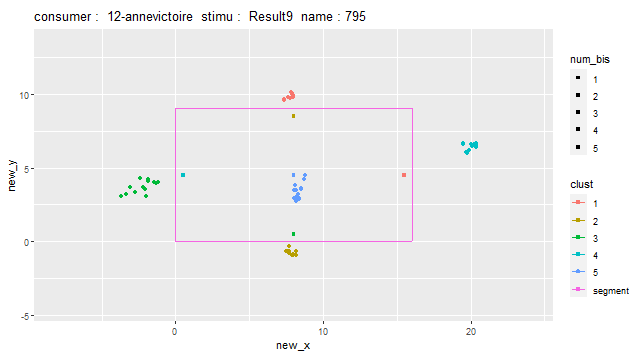 consumer :  12-annevictoire  stimu :  Result9  name : 795
new_y
10
5
0
-5
0
10
20
new_x
num_bis
1
2
3
4
5
clust
1
2
3
4
5
segment